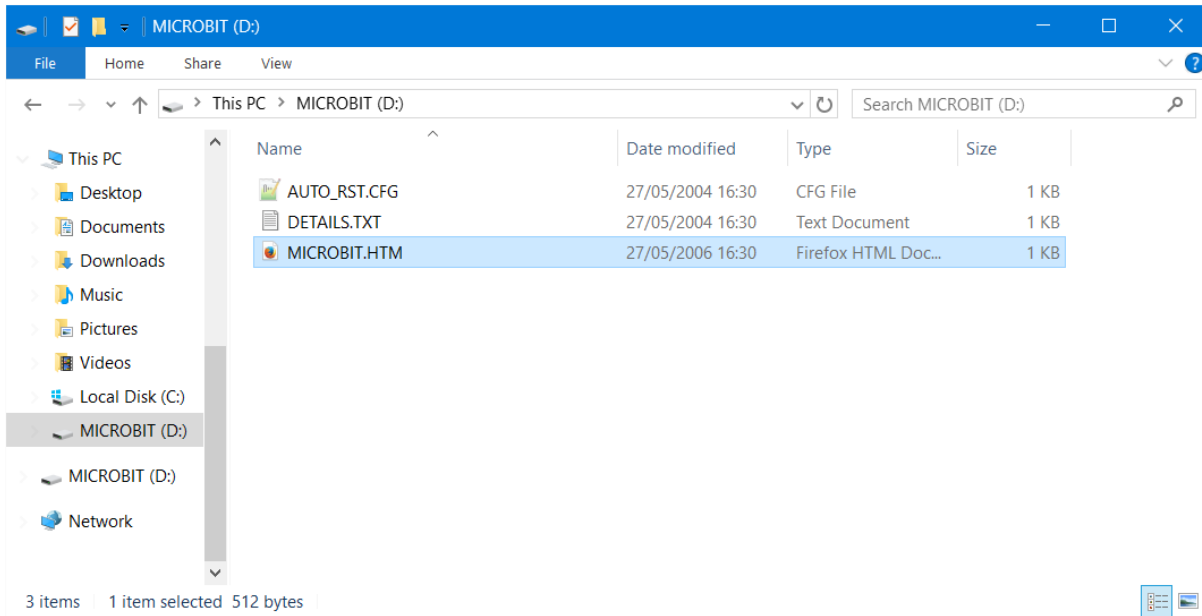 MICROBIT (D:)
File Home Share View
This PC > MICROBIT (D:) Search MICROBIT (D:)
Name Date modified Type Size
This PC
Desktop
Documents
Downloads
Music
Pictures
Videos
Local Disk (C:)
MICROBIT (D:)
MICROBIT (D:)
Network
AUTO_RST.CFG 27/05/2004 16:30 CFG File 1 KB
DETAILS.TXT 27/05/2004 16:30 Text Document 1 KB
MICROBIT.HTM 27/05/2006 16:30 Firefox HTML Doc... 1 KB
3 items 1 item selected 512 bytes